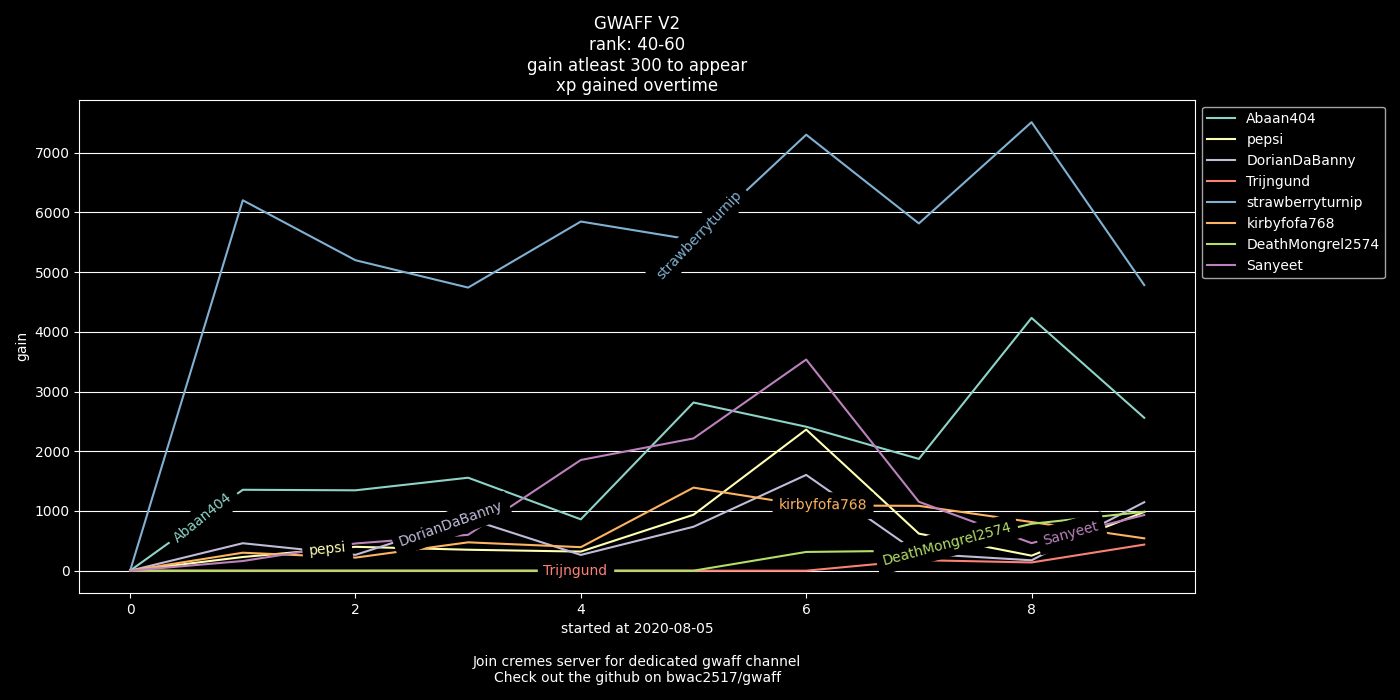 GWAFF V2
rank: 40-60
gain atleast 300 to appear
xp gained overtime
Abaan404
pepsi
DorianDaBanny
Trijngund
strawberryturnip
kirbyfofa768
DeathMongrel2574
Sanyeet
gain
7000
6000
5000
4000
3000
2000
1000
0
strawberryturnip
Abaan404
pepsi
DorianDaBanny
Trijngund
kirbyfofa768
DeathMongrel2574
Sanyeet
0 2 4 6 8
started at 2020-08-05
Join cremes server for dedicated gwaff channel
Check out the github on bwac2517/gwaff